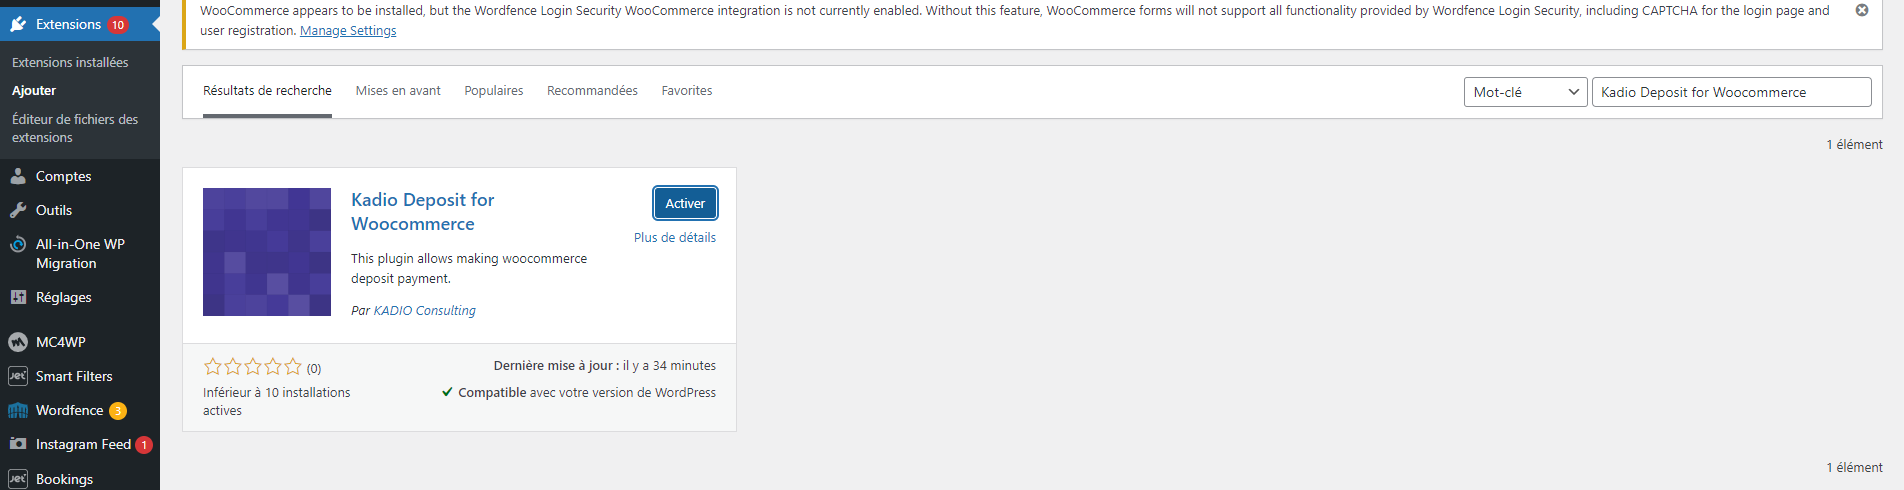 Extensions 10
Extensions installées
Ajouter
Éditeur de fichiers des
extensions
Comptes
Outils
All-in-One WP
Migration
Réglages
MC4WP
Jet Smart Filters
Wordfence 3
Instagram Feed 1
Jet Bookings
WooCommerce appears to be installed, but the Wordfence Login Security WooCommerce integration is not currently enabled. Without this feature, WooCommerce forms will not support all functionality provided by Wordfence Login Security, including CAPTCHA for the login page and
user registration. Manage Settings
Résultats de recherche Mises en avant Populaires Recommandées Favorites Mot-clé Kadio Deposit for Woocommerce
1 élément
Kadio Deposit for
Woocommerce
Activer
Plus de détails
This plugin allows making woocommerce
deposit payment.
Par KADIO Consulting
(0)
Inférieur à 10 installations
actives
Dernière mise à jour : il y a 34 minutes
Compatible avec votre version de WordPress
1 élément